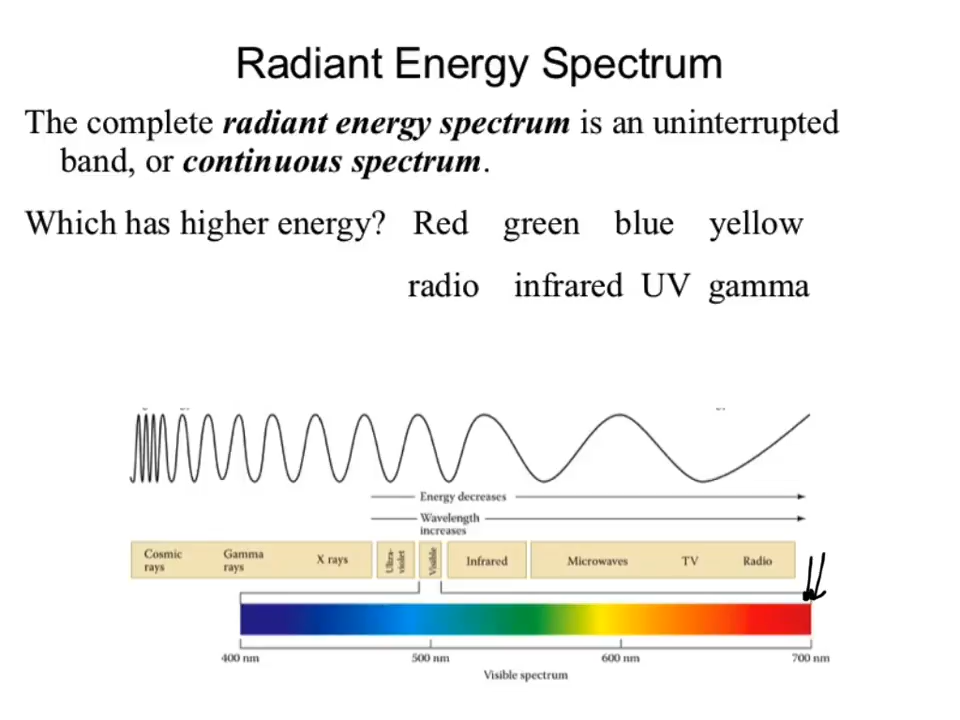 Radiant Energy Spectrum
The complete radiant energy spectrum is an uninterrupted
band, or continuous spectrum.
Which has higher energy? Red green blue yellow
radio infrared UV gamma
Energy decreases
Wavelength
increases
Cosmic
rays
Gamma
rays
X rays
Ultra-
violet
Visible
Infrared
Microwaves
TV
Radio
400 nm
500 nm
600 nm
700 nm
Visible spectrum